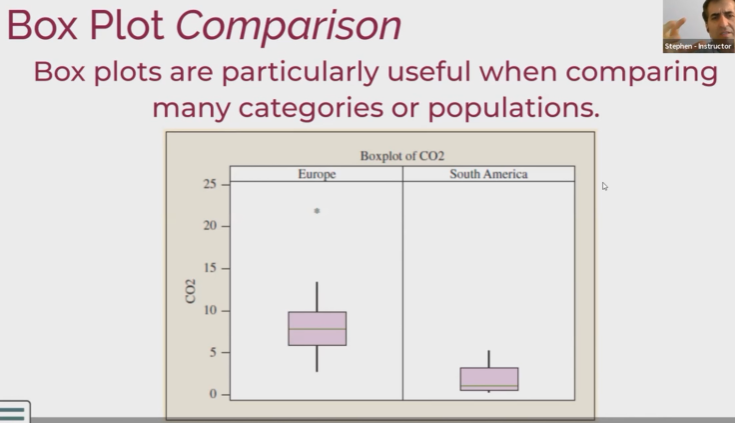 Box Plot Comparison
Stephen - Instructor
Box plots are particularly useful when comparing
many categories or populations.
Boxplot of CO2
Europe
South America
25
20
15
10
5
0
CO2